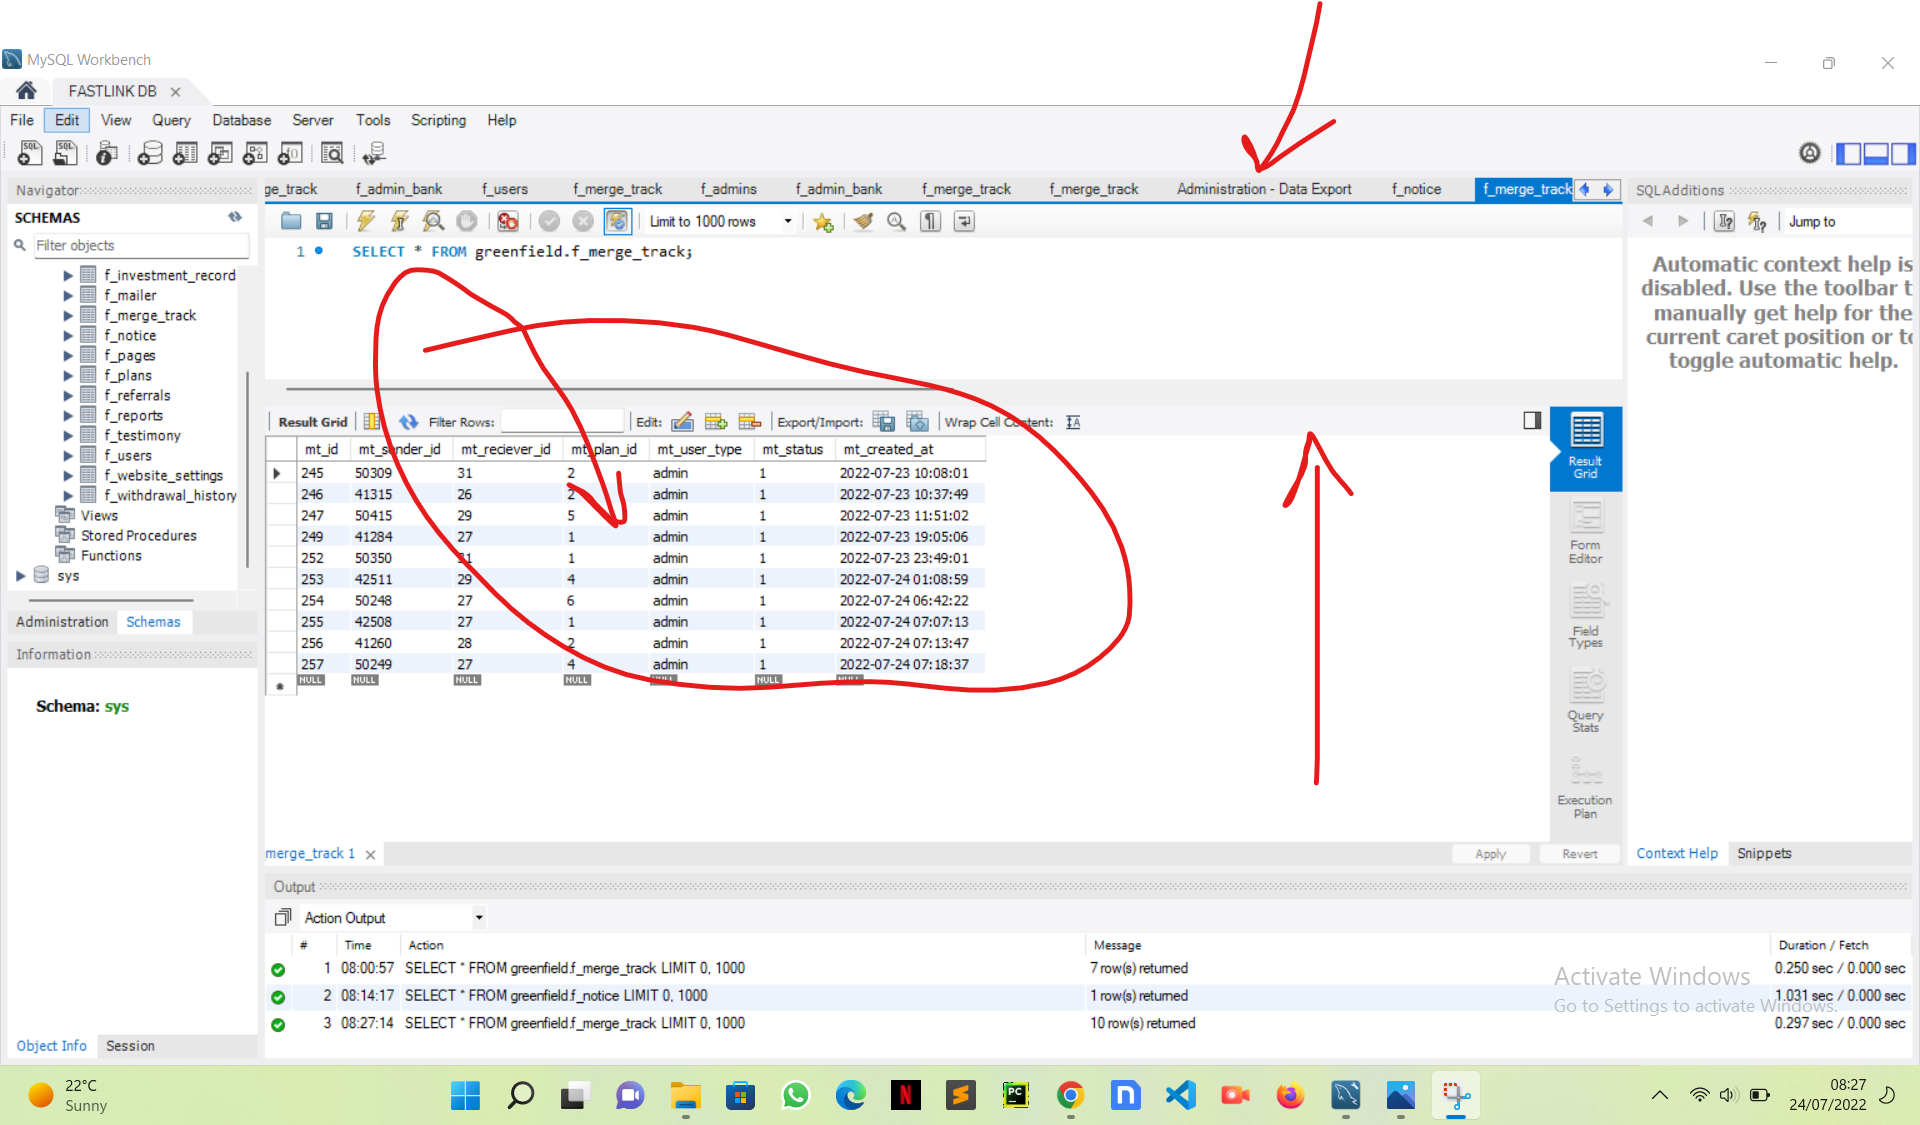 MySQL Workbench
FASTLINK DB
File Edit View Query Database Server Tools Scripting Help
Navigator
SCHEMAS
Filter objects
f_investment_record
f_mailer
f_merge_track
f_notice
f_pages
f_plans
f_referrals
f_reports
f_testimony
f_users
f_website_settings
f_withdrawal_history
Views
Stored Procedures
Functions
sys
Administration Schemas
Information
Schema: sys
Object Info Session
ge_track f_admin_bank f_users f_merge_track f_admins f_admin_bank f_merge_track f_merge_track Administration - Data Export f_notice f_merge_track
Limit to 1000 rows
1 SELECT * FROM greenfield.f_merge_track;
Result Grid Filter Rows: Edit: Export/Import: Wrap Cell Content:
mt_id mt_sender_id mt_reciever_id mt_plan_id mt_user_type mt_status mt_created_at
245 50309 31 2 admin 1 2022-07-23 10:08:01
246 41315 26 2 admin 1 2022-07-23 10:37:49
247 50415 29 5 admin 1 2022-07-23 11:51:02
249 41284 27 1 admin 1 2022-07-23 19:05:06
252 50350 31 1 admin 1 2022-07-23 23:49:01
253 42511 29 4 admin 1 2022-07-24 01:08:59
254 50248 27 6 admin 1 2022-07-24 06:42:22
255 42508 27 1 admin 1 2022-07-24 07:07:13
256 41260 28 2 admin 1 2022-07-24 07:13:47
257 50249 27 4 admin 1 2022-07-24 07:18:37
NULL NULL NULL NULL NULL NULL NULL
Result Grid
Form Editor
Field Types
Query Stats
Execution Plan
merge_track 1
Apply Revert
SQLAdditions
Jump to
Automatic context help is
disabled. Use the toolbar t
manually get help for the
current caret position or to
toggle automatic help.
Context Help Snippets
Output
Action Output
# Time Action Message Duration / Fetch
1 08:00:57 SELECT * FROM greenfield.f_merge_track LIMIT 0, 1000 7 row(s) returned 0.250 sec / 0.000 sec
2 08:14:17 SELECT * FROM greenfield.f_notice LIMIT 0, 1000 1 row(s) returned 1.031 sec / 0.000 sec
3 08:27:14 SELECT * FROM greenfield.f_merge_track LIMIT 0, 1000 10 row(s) returned 0.297 sec / 0.000 sec
Activate Windows
Go to Settings to activate Windows.
22°C
Sunny
08:27
24/07/2022